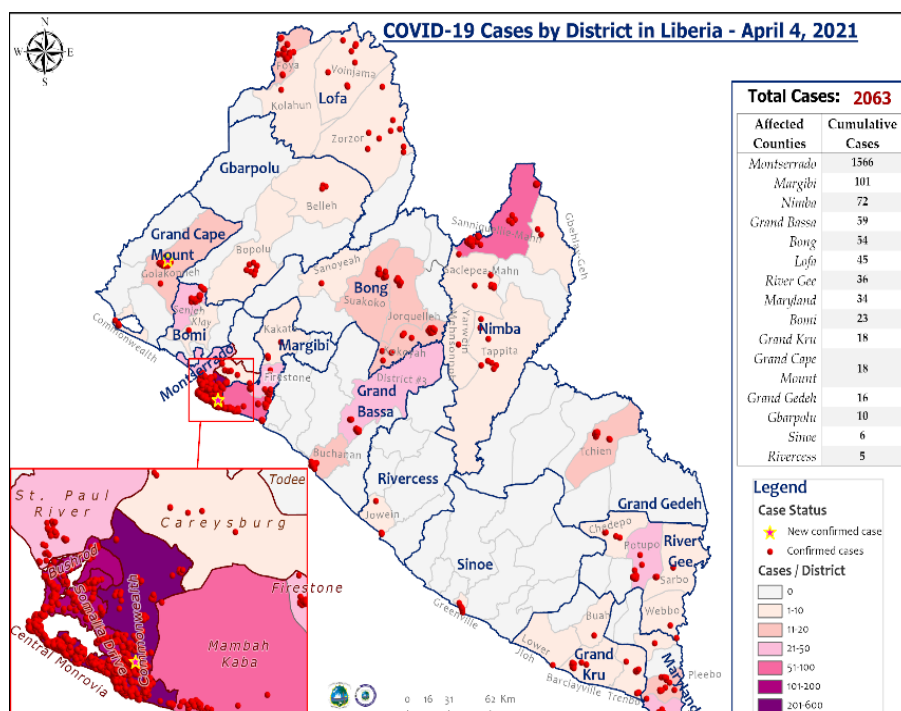 COVID-19 Cases by District in Liberia - April 4, 2021
N
W
E
S
Total Cases: 2063
Affected Counties
Cumulative Cases
Montserrado 1566
Margibi 101
Nimba 72
Grand Bassa 59
Bong 54
Lofa 45
River Gee 36
Maryland 34
Bomi 23
Grand Kru 18
Grand Cape Mount 18
Grand Gedeh 16
Gbarpolu 10
Sinoe 6
Rivercess 5
Legend
Case Status
New confirmed case
Confirmed cases
Cases / District
0
1-10
11-20
21-50
51-100
101-200
201-600
Foya
Voinjama
Kolahun
Lofa
Zorzor
Gbarpolu
Belleh
Grand Cape Mount
Golakonneh
Bopolu
Sanoyeah
Bong
Suakoko
Jorquelleh
Kokoyah
Sanniquellie-Mahn
Gbehlay-Geh
Saclepea-Mahn
Nimba
Yarwein Mehnsonnoh
Tappita
Commonwealth
Senjeh
Klay
Bomi
Kakata
Margibi
Montserrado
Firestone
District #3
Grand Bassa
Buchanan
Rivercess
Jowein
Tchien
Grand Gedeh
Sinoe
Chedepo
Potupo
River Gee
Sarbo
Webbo
Greenville
Buah
Lower Jloh
Grand Kru
Barclayville
Trenbo
Maryland
Pleebo
St. Paul River
Todee
Careysburg
Bushrod
Somalia Drive
Commonwealth
Firestone
Mambah Kaba
Central Monrovia
0 16 31 62 Km